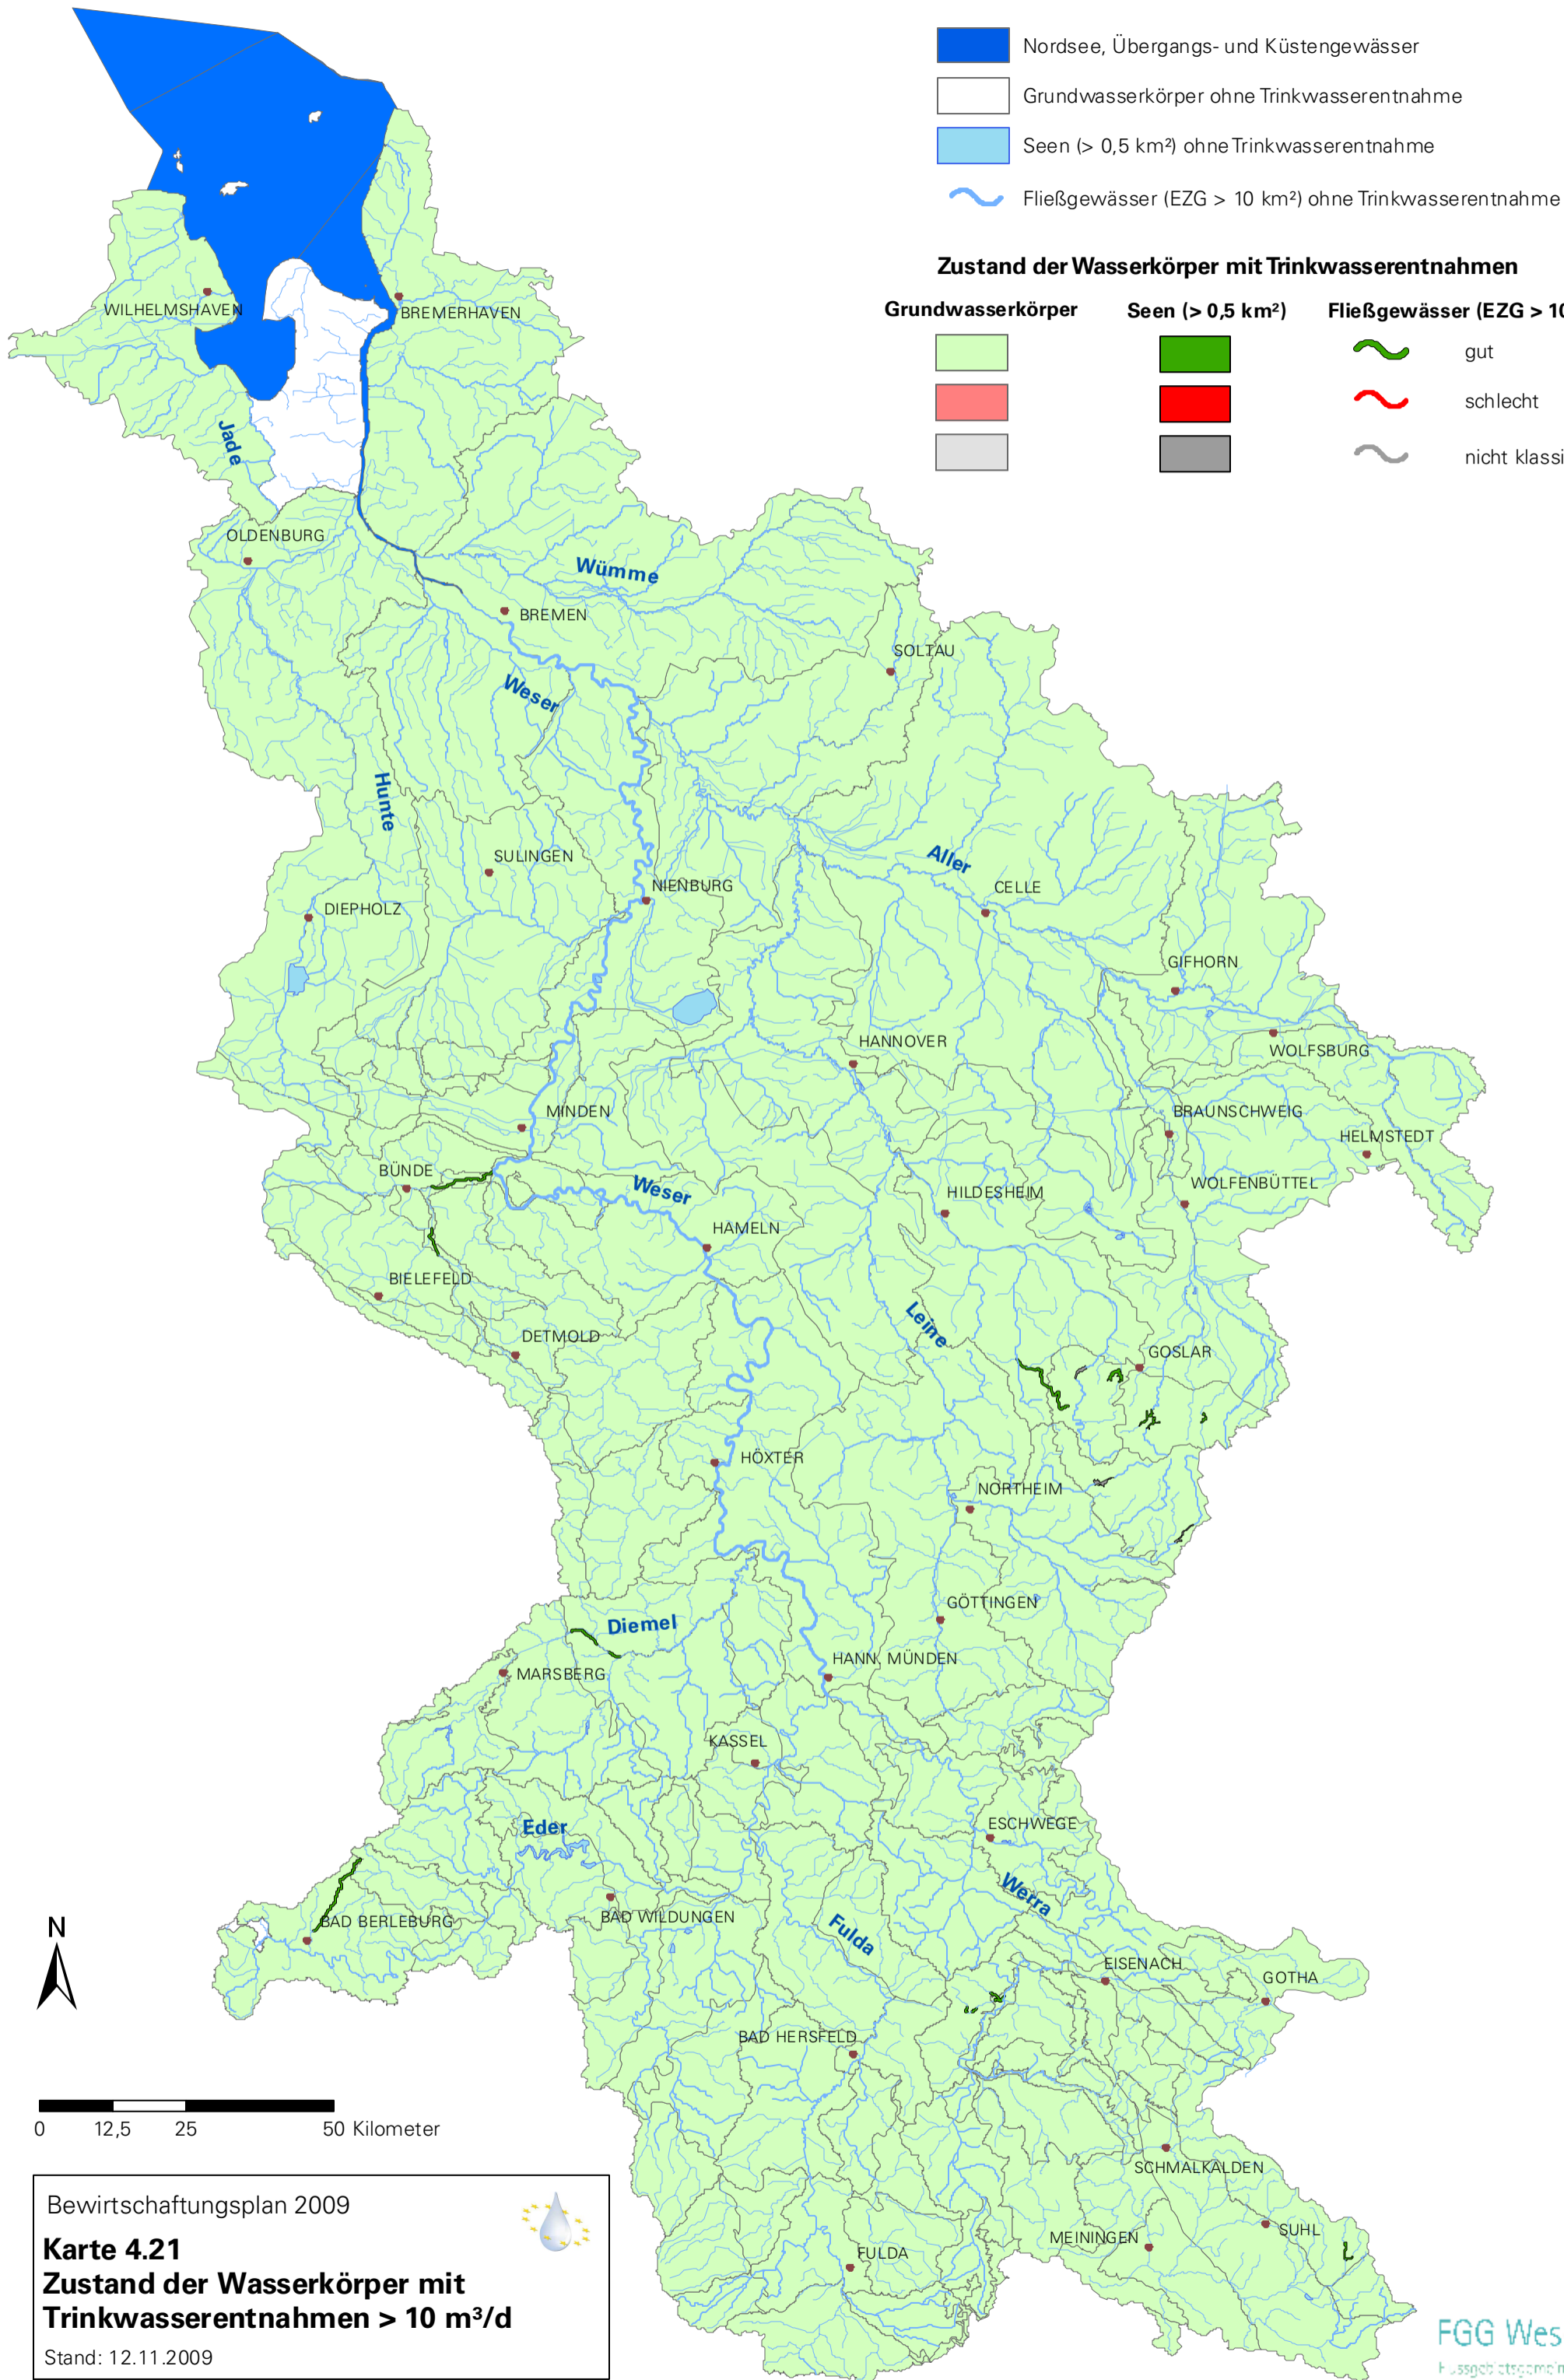 Nordsee, Übergangs- und Küstengewässer
Grundwasserkörper ohne Trinkwasserentnahme
Seen (> 0,5 km²) ohne Trinkwasserentnahme
Fließgewässer (EZG > 10 km²) ohne Trinkwasserentnahme
Zustand der Wasserkörper mit Trinkwasserentnahmen
Grundwasserkörper
Seen (> 0,5 km²)
Fließgewässer (EZG >
gut
schlecht
nicht
WILHELMSHAVEN
BREMERHAVEN
Jade
OLDENBURG
Wümme
BREMEN
SOLTAU
Weser
Hunte
SULINGEN
Aller
NIENBURG
CELLE
DIEPHOLZ
GIFHORN
HANNOVER
WOLFSBURG
MINDEN
BRAUNSCHWEIG
HELMSTEDT
BÜNDE
Weser
HILDESHEIM
WOLFENBÜTTEL
HAMELN
BIELEFELD
Leine
DETMOLD
GOSLAR
HÖXTER
NORTHEIM
GÖTTINGEN
Diemel
HANN. MÜNDEN
MARSBERG
KASSEL
Eder
ESCHWEGE
Werra
BAD BERLEBURG
BAD WILDUNGEN
Fulda
N
EISENACH
GOTHA
BAD HERSFELD
0 12,5 25 50 Kilometer
SCHMALKALDEN
SUHL
MEININGEN
FULDA
Bewirtschaftungsplan 2009
Karte 4.21
Zustand der Wasserkörper mit
Trinkwasserentnahmen > 10 m³/d
Stand: 12.11.2009
FGG Wes